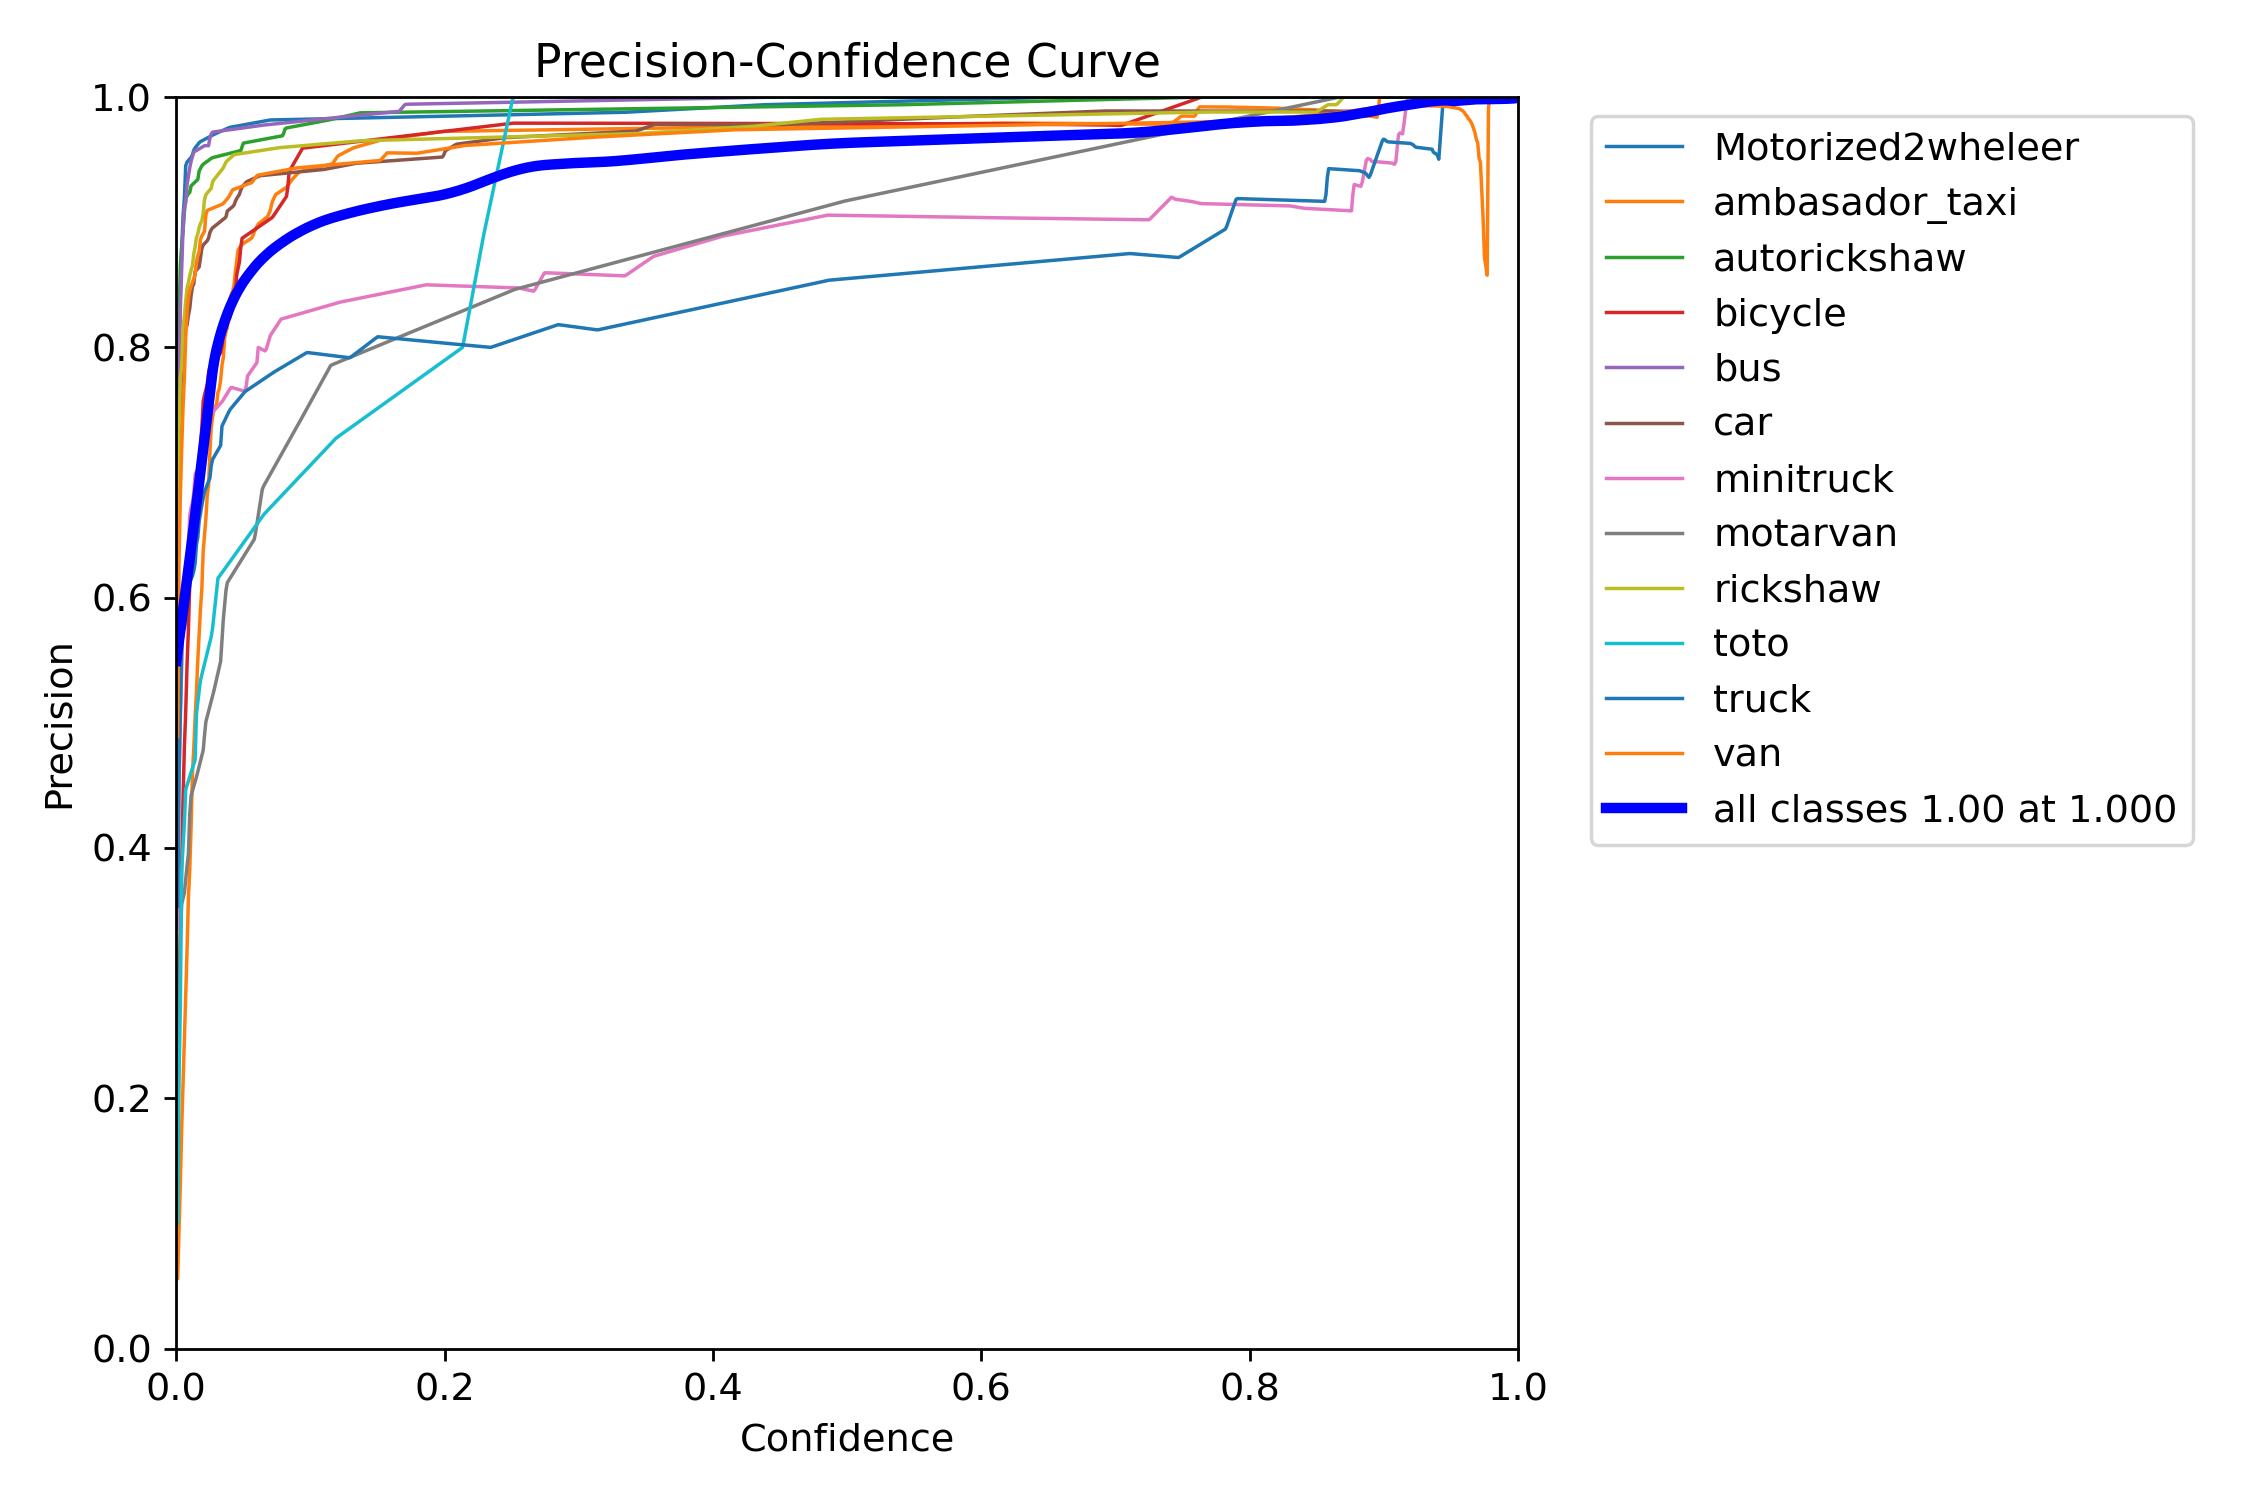 Precision-Confidence Curve
1.0
0.8
0.6
0.4
0.2
0.0
Precision
0.0 0.2 0.4 0.6 0.8 1.0
Confidence
Motorized2wheleer
ambasador_taxi
autorickshaw
bicycle
bus
car
minitruck
motarvan
rickshaw
toto
truck
van
all classes 1.00 at 1.000